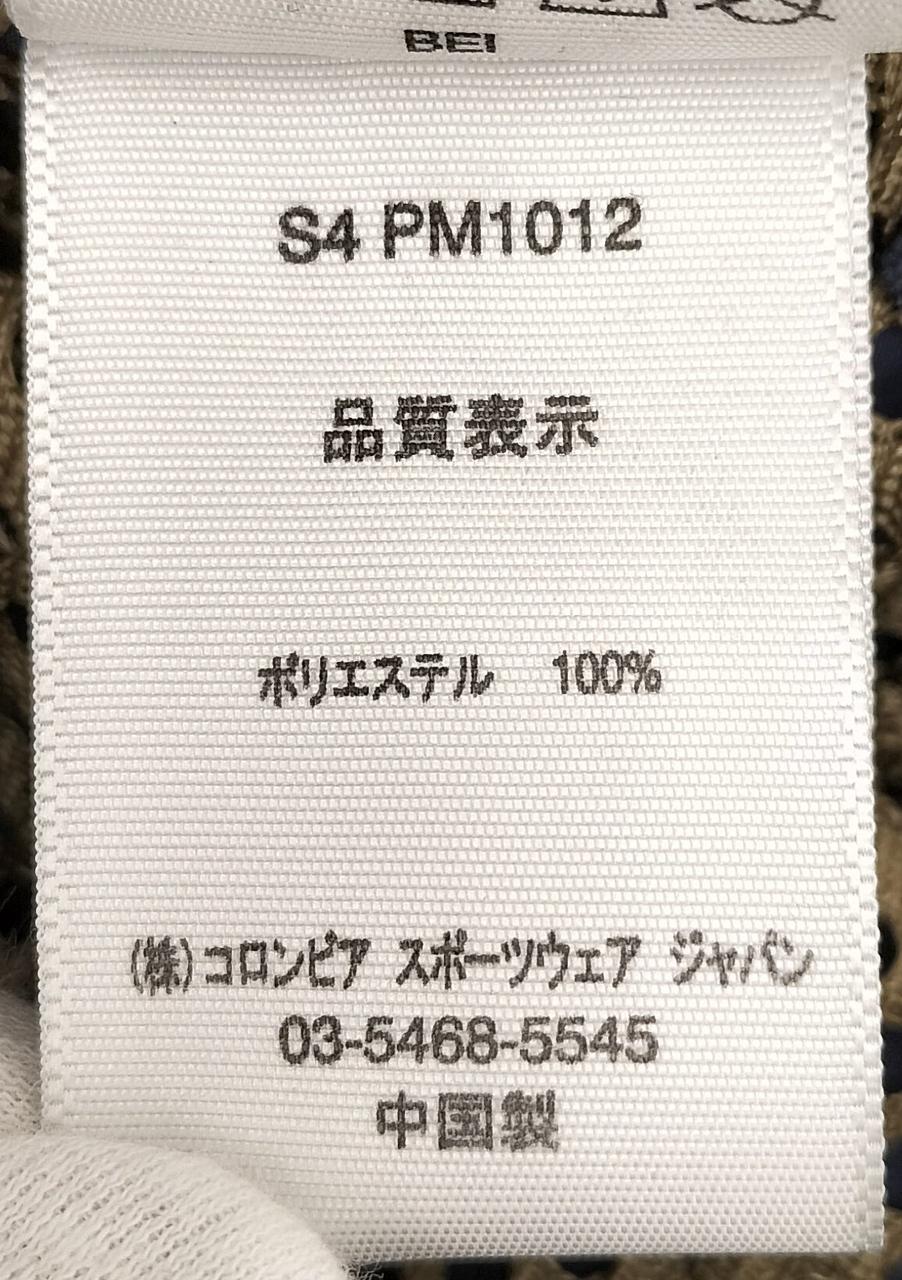 BEI
S4 PM1012
品質表示
ポリエステル 100%
(株)コロンビア スポーツウェア ジャパン
03-5468-5545
中国製